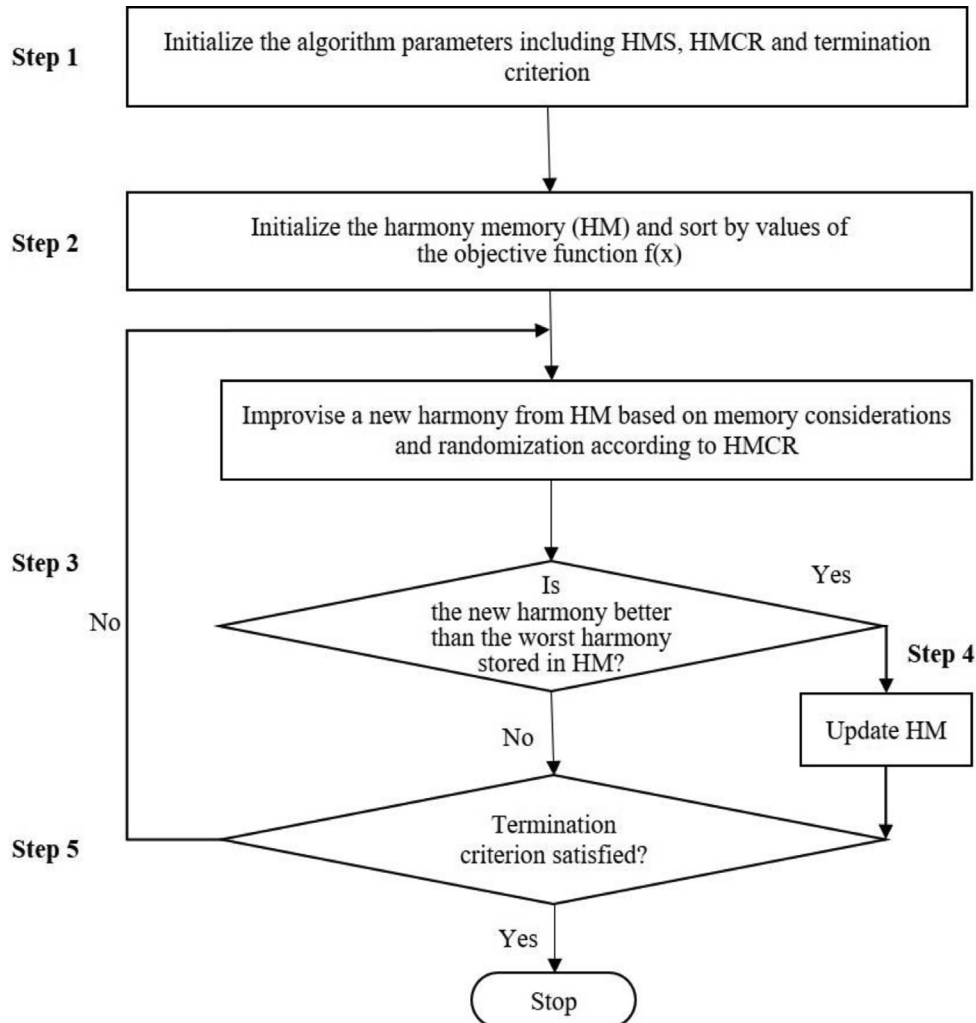 Step 1
Initialize the algorithm parameters including HMS, HMCR and termination
criterion
Step 2
Initialize the harmony memory (HM) and sort by values of
the objective function f(x)
Improvise a new harmony from HM based on memory considerations
and randomization according to HMCR
Step 3
Is
the new harmony better
than the worst harmony
stored in HM?
Yes
No
Step 4
Update HM
No
Step 5
Termination
criterion satisfied?
Yes
Stop